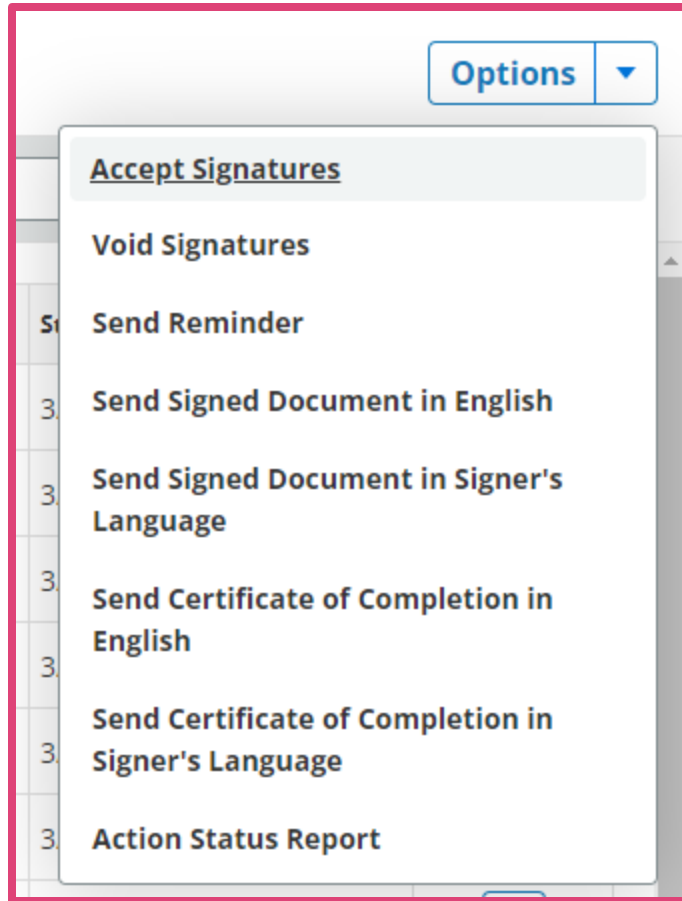 Options
Accept Signatures
Void Signatures
Send Reminder
Send Signed Document in English
Send Signed Document in Signer's
Language
Send Certificate of Completion in
English
Send Certificate of Completion in
Signer's Language
Action Status Report